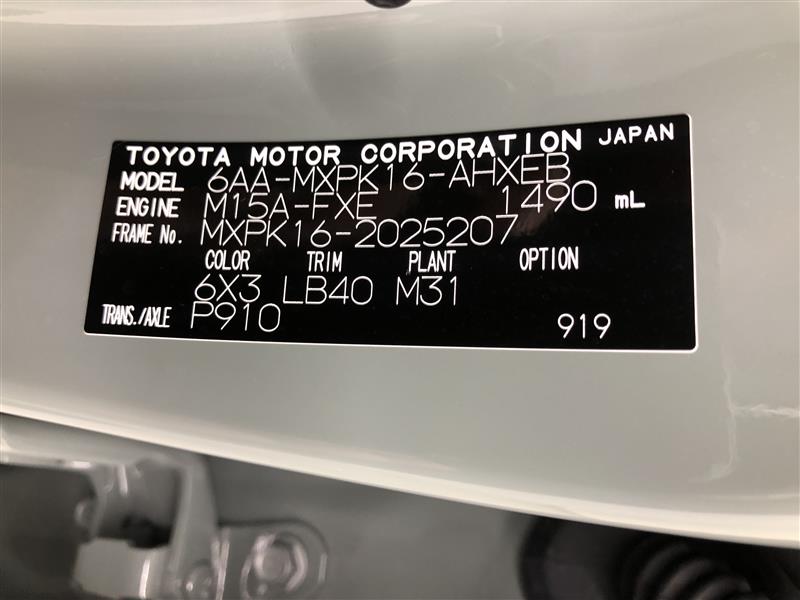 TOYOTA MOTOR CORPORATION JAPAN
MODEL 6AA-MXPK16-AHXEB
ENGINE M15A-FXE 1490 mL
FRAME No. MXPK16-2025207
COLOR TRIM PLANT OPTION
6X3 LB40 M31
TRANS./AXLE P910 919